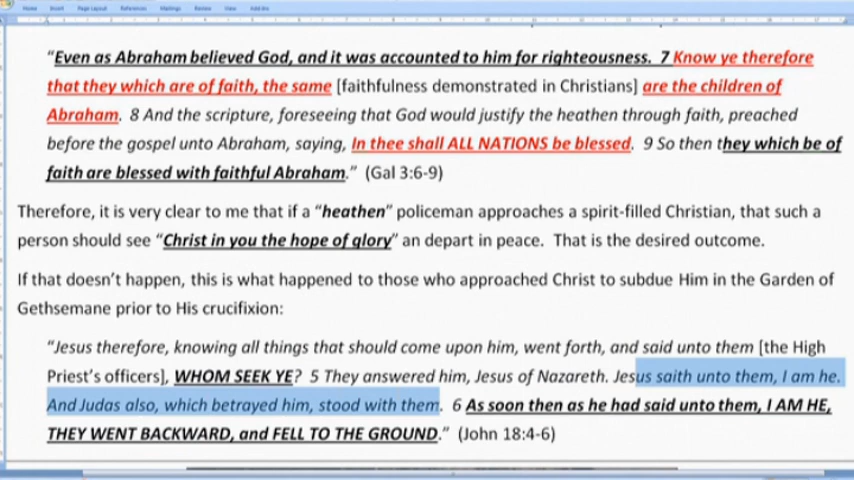 Home Insert Page Layout References Mailings Review View Add-Ins
"Even as Abraham believed God, and it was accounted to him for righteousness. 7 Know ye therefore
that they which are of faith, the same [faithfulness demonstrated in Christians] are the children of
Abraham. 8 And the scripture, foreseeing that God would justify the heathen through faith, preached
before the gospel unto Abraham, saying, In thee shall ALL NATIONS be blessed. 9 So then they which be of
faith are blessed with faithful Abraham." (Gal 3:6-9)
Therefore, it is very clear to me that if a "heathen" policeman approaches a spirit-filled Christian, that such a
person should see "Christ in you the hope of glory" an depart in peace. That is the desired outcome.
If that doesn't happen, this is what happened to those who approached Christ to subdue Him in the Garden of
Gethsemane prior to His crucifixion:
"Jesus therefore, knowing all things that should come upon him, went forth, and said unto them [the High
Priest's officers], WHOM SEEK YE? 5 They answered him, Jesus of Nazareth. Jesus saith unto them, I am he.
And Judas also, which betrayed him, stood with them. 6 As soon then as he had said unto them, I AM HE,
THEY WENT BACKWARD, and FELL TO THE GROUND." (John 18:4-6)